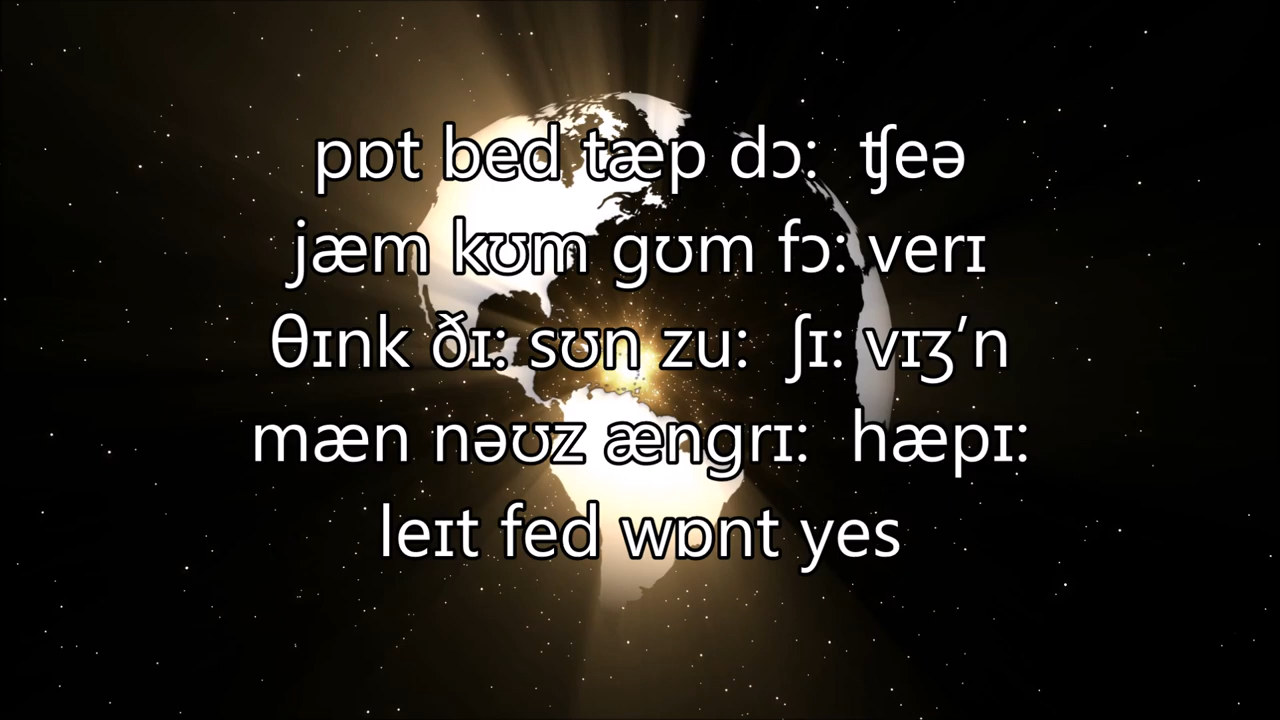 pɒt bed tæp dɔː ʧeə
jæm kʊm gʊm fɔː verɪ
θɪnk ðɪː sʊn zuː ʃɪː vɪʒ’n
mæn nəʊz ængrɪː hæpɪː
leɪt fed wɒnt yes